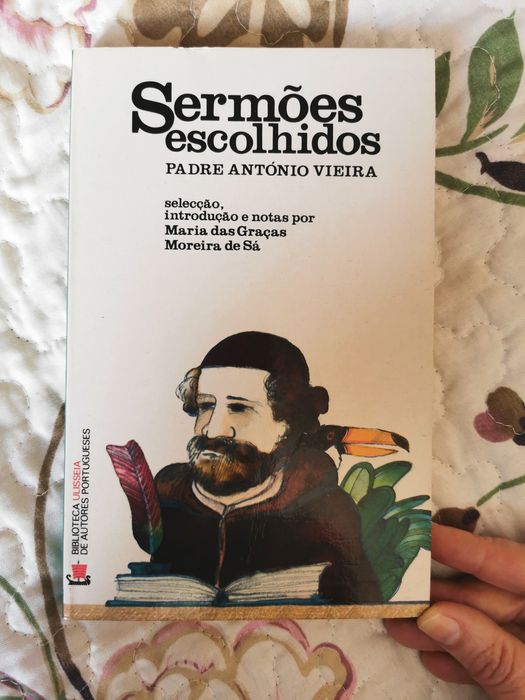 Sermões
escolhidos
PADRE ANTÓNIO VIEIRA
selecção,
introdução e notas por
Maria das Graças
Moreira de Sá
BIBLIOTECA ULISSEIA
DE AUTORES PORTUGUESES